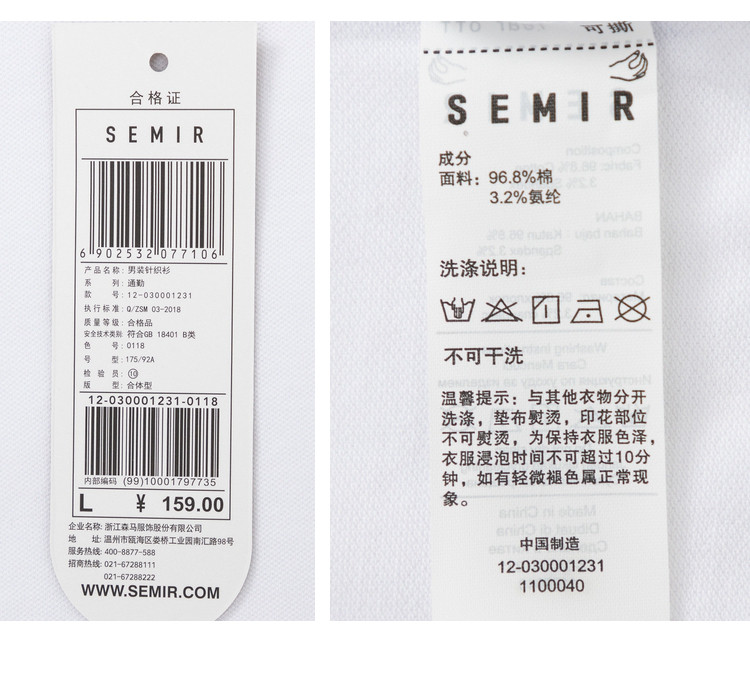 合格证
SEMIR
6 902532 077106
产品名称: 男装针织衫
系 列: 通勤
款 号: 12-030001231
执行标准: Q/ZSM 03-2018
质量等级: 合格品
安全技术类别: 符合GB 18401 B类
色 号: 0118
号 型: 175/92A
检 验 员: ⑩
版 型: 合体型
12-030001231-0118
内部编码 (99)10001797735
L ¥ 159.00
企业名称: 浙江森马服饰股份有限公司
地 址: 温州市瓯海区娄桥工业园南汇路98号
服务热线: 400-8877-588
招商热线: 021-67288111
021-67288222
WWW.SEMIR.COM
SEMIR
成分
面料: 96.8%棉
3.2%氨纶
洗涤说明:
不可干洗
温馨提示: 与其他衣物分开
洗涤, 垫布熨烫, 印花部位
不可熨烫, 为保持衣服色泽,
衣服浸泡时间不可超过10分
钟, 如有轻微褪色属正常现
象。
中国制造
12-030001231
1100040